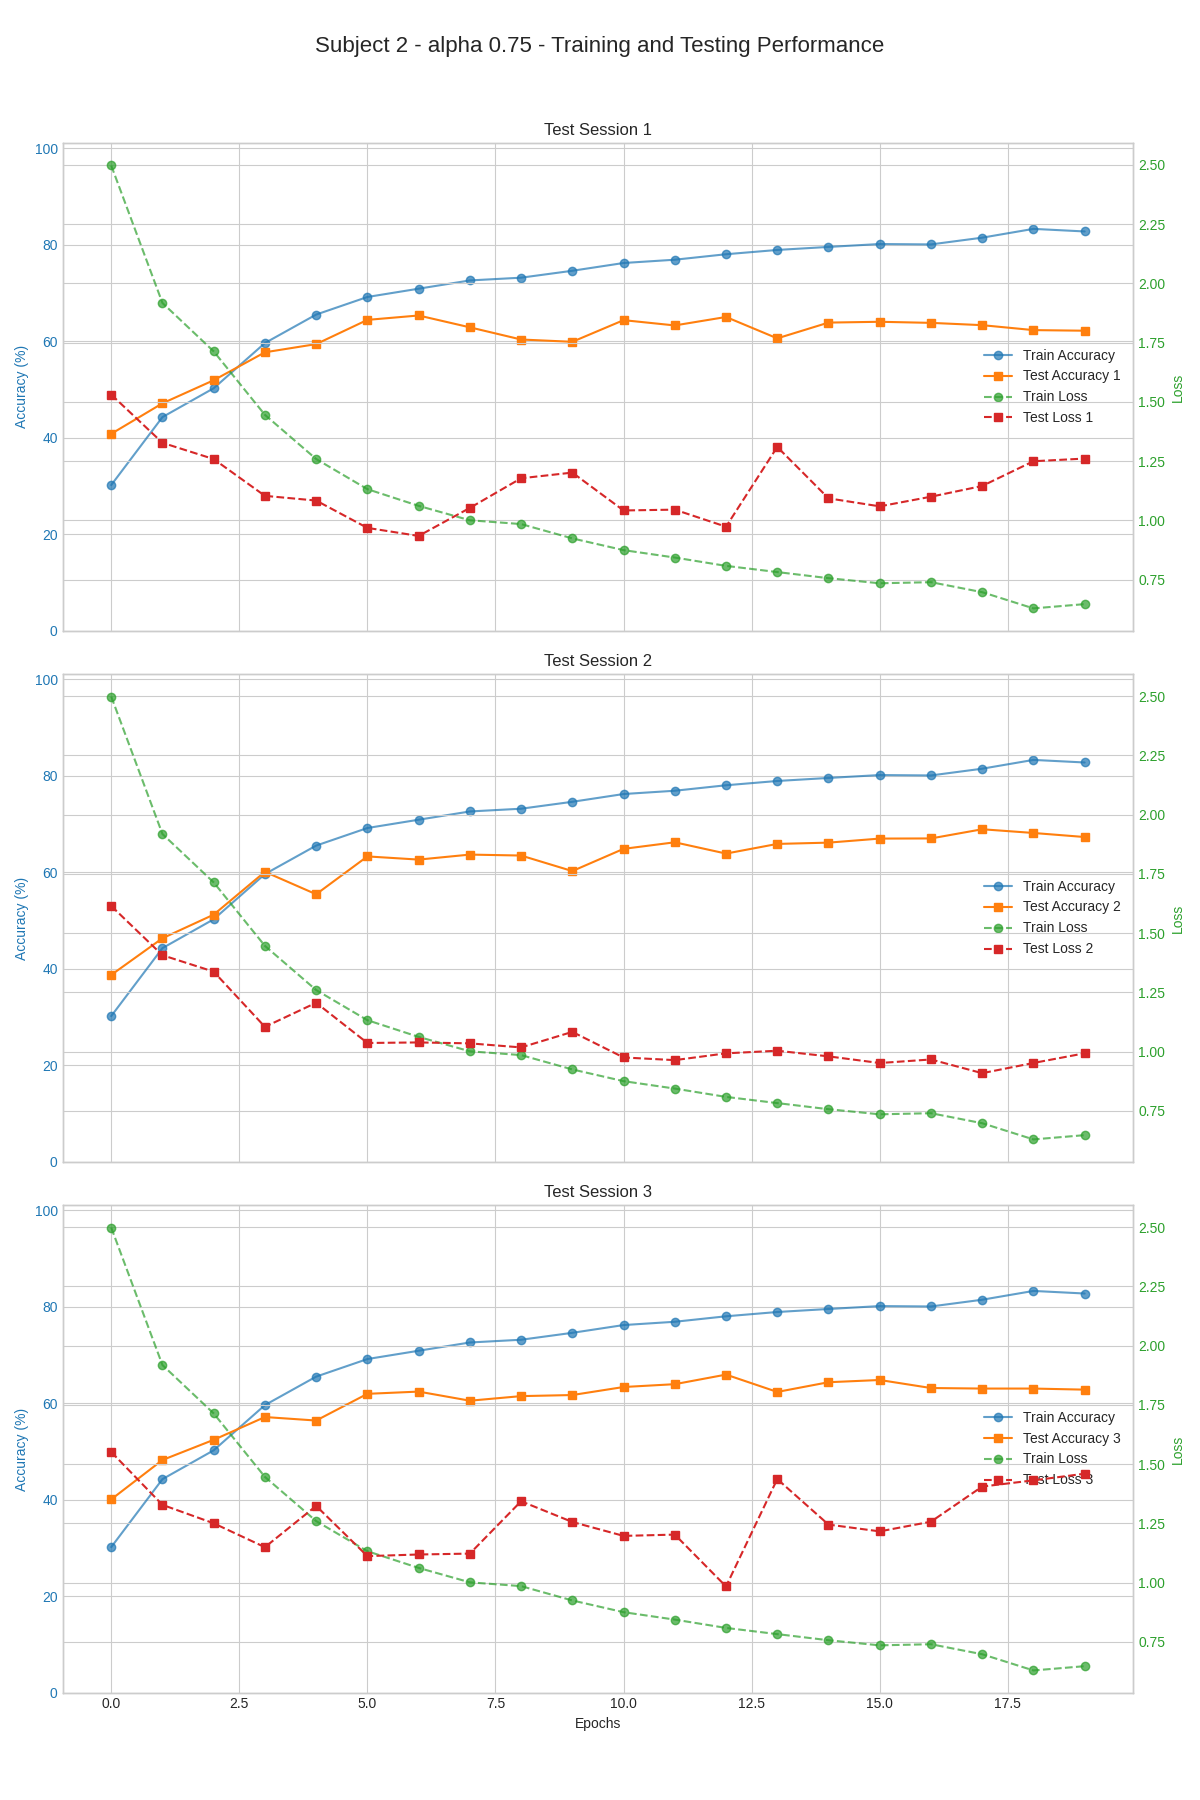 Subject 2 - alpha 0.75 - Training and Testing Performance
Test Session 1
100
80
60
40
20
0
Accuracy (%)
2.50
2.25
2.00
1.75
1.50
1.25
1.00
0.75
Loss
Train Accuracy
Test Accuracy 1
Train Loss
Test Loss 1
Test Session 2
100
80
60
40
20
0
Accuracy (%)
2.50
2.25
2.00
1.75
1.50
1.25
1.00
0.75
Loss
Train Accuracy
Test Accuracy 2
Train Loss
Test Loss 2
Test Session 3
100
80
60
40
20
0
Accuracy (%)
2.50
2.25
2.00
1.75
1.50
1.25
1.00
0.75
Loss
Train Accuracy
Test Accuracy 3
Train Loss
Test Loss 3
0.0 2.5 5.0 7.5 10.0 12.5 15.0 17.5
Epochs